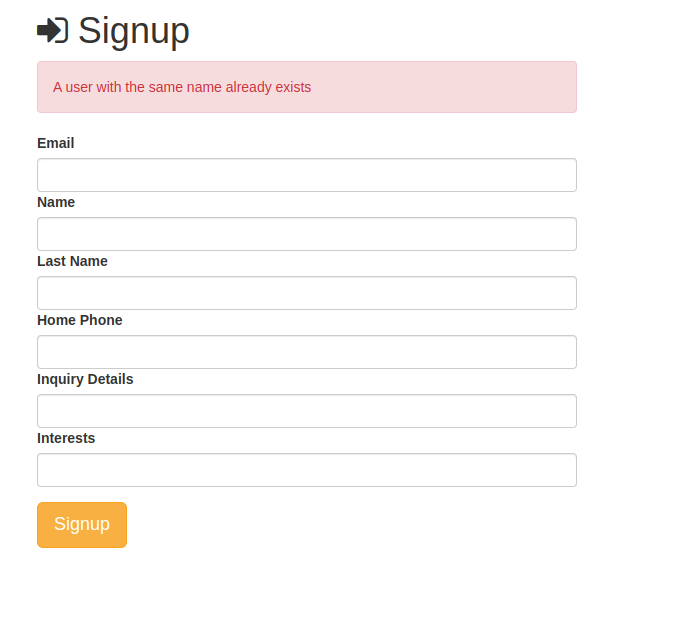 Signup
A user with the same name already exists
Email
Name
Last Name
Home Phone
Inquiry Details
Interests
Signup